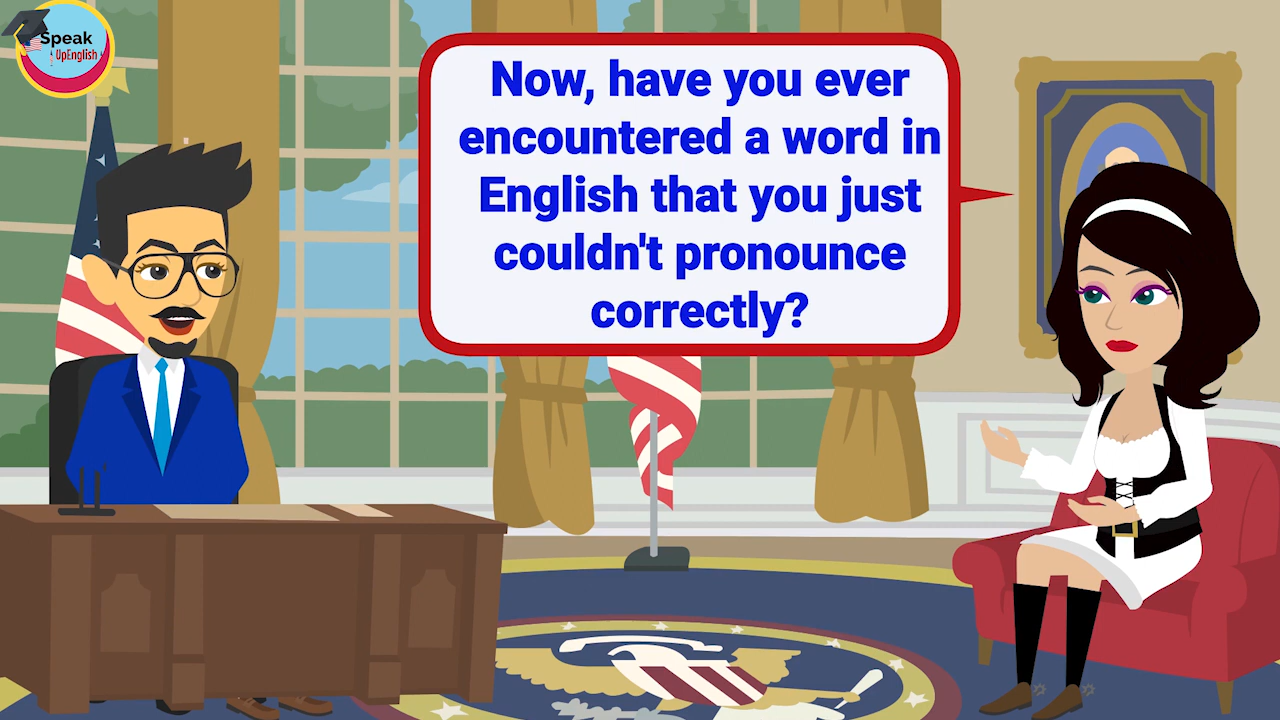 Speak
UpEnglish
Now, have you ever
encountered a word in
English that you just
couldn't pronounce
correctly?